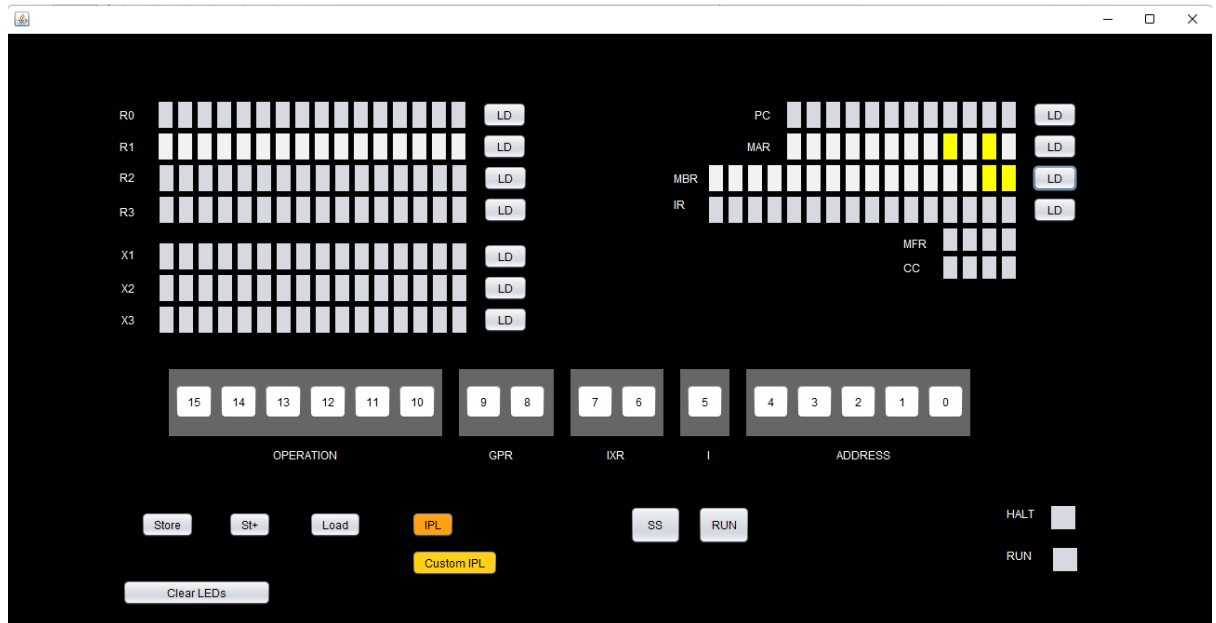 R0 LD PC LD
R1 LD MAR LD
R2 LD MBR LD
R3 LD IR LD
X1 LD MFR
X2 LD CC
X3 LD
15 14 13 12 11 10 9 8 7 6 5 4 3 2 1 0
OPERATION GPR IXR I ADDRESS
Store St+ Load IPL SS RUN HALT
Custom IPL RUN
Clear LEDs